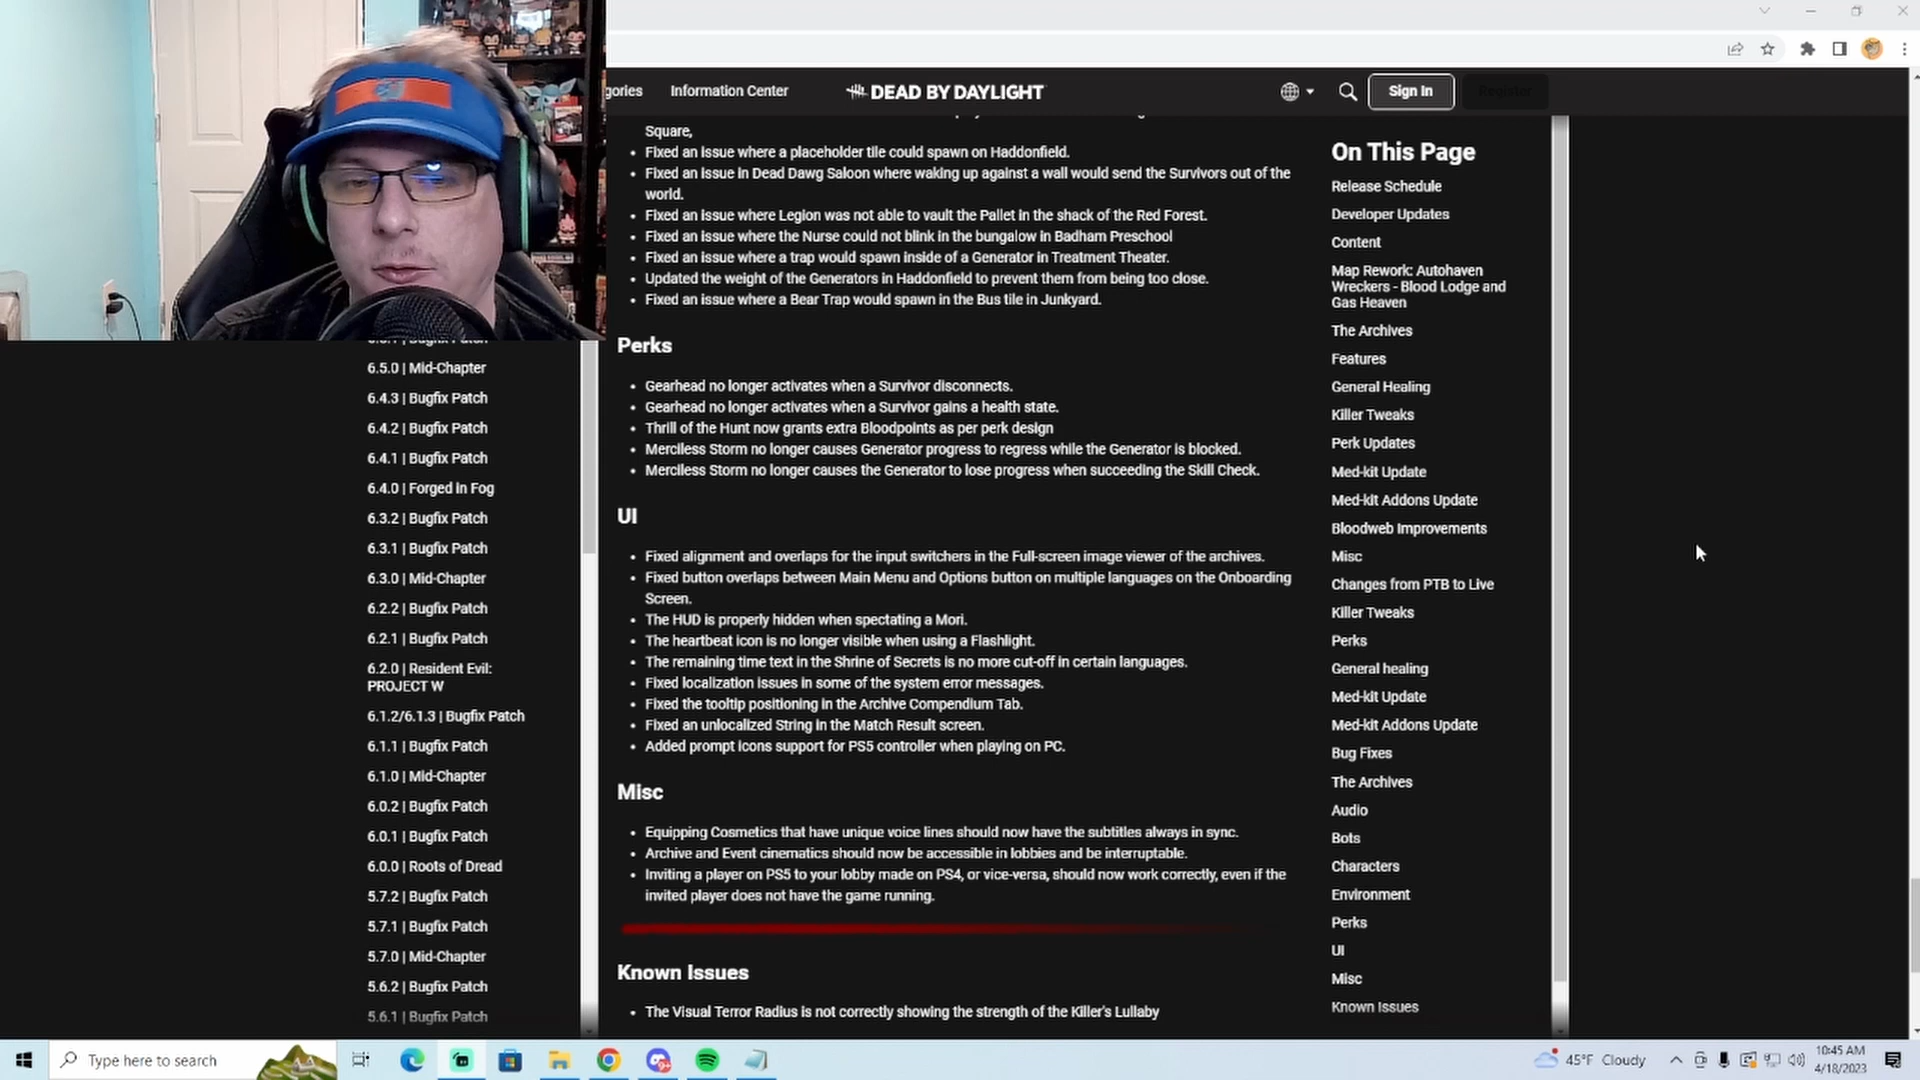 gories
Information Center
DEAD BY DAYLIGHT
Sign In
Register
Square,
• Fixed an issue where a placeholder tile could spawn on Haddonfield.
• Fixed an issue in Dead Dawg Saloon where waking up against a wall would send the Survivors out of the
world.
• Fixed an issue where Legion was not able to vault the Pallet in the shack of the Red Forest.
• Fixed an issue where the Nurse could not blink in the bungalow in Badham Preschool
• Fixed an issue where a trap would spawn inside of a Generator in Treatment Theater.
• Updated the weight of the Generators in Haddonfield to prevent them from being too close.
• Fixed an issue where a Bear Trap would spawn in the Bus tile in Junkyard.
Perks
• Gearhead no longer activates when a Survivor disconnects.
• Gearhead no longer activates when a Survivor gains a health state.
• Thrill of the Hunt now grants extra Bloodpoints as per perk design
• Merciless Storm no longer causes Generator progress to regress while the Generator is blocked.
• Merciless Storm no longer causes the Generator to lose progress when succeeding the Skill Check.
UI
• Fixed alignment and overlaps for the input switchers in the Full-screen image viewer of the archives.
• Fixed button overlaps between Main Menu and Options button on multiple languages on the Onboarding
Screen.
• The HUD is properly hidden when spectating a Mori.
• The heartbeat icon is no longer visible when using a Flashlight.
• The remaining time text in the Shrine of Secrets is no more cut-off in certain languages.
• Fixed localization issues in some of the system error messages.
• Fixed the tooltip positioning in the Archive Compendium Tab.
• Fixed an unlocalized String in the Match Result screen.
• Added prompt icons support for PS5 controller when playing on PC.
Misc
• Equipping Cosmetics that have unique voice lines should now have the subtitles always in sync.
• Archive and Event cinematics should now be accessible in lobbies and be interruptable.
• Inviting a player on PS5 to your lobby made on PS4, or vice-versa, should now work correctly, even if the
invited player does not have the game running.
Known Issues
• The Visual Terror Radius is not correctly showing the strength of the Killer's Lullaby
6.5.0 | Mid-Chapter
6.4.3 | Bugfix Patch
6.4.2 | Bugfix Patch
6.4.1 | Bugfix Patch
6.4.0 | Forged in Fog
6.3.2 | Bugfix Patch
6.3.1 | Bugfix Patch
6.3.0 | Mid-Chapter
6.2.2 | Bugfix Patch
6.2.1 | Bugfix Patch
6.2.0 | Resident Evil:
PROJECT W
6.1.2/6.1.3 | Bugfix Patch
6.1.1 | Bugfix Patch
6.1.0 | Mid-Chapter
6.0.2 | Bugfix Patch
6.0.1 | Bugfix Patch
6.0.0 | Roots of Dread
5.7.2 | Bugfix Patch
5.7.1 | Bugfix Patch
5.7.0 | Mid-Chapter
5.6.2 | Bugfix Patch
5.6.1 | Bugfix Patch
On This Page
Release Schedule
Developer Updates
Content
Map Rework: Autohaven
Wreckers - Blood Lodge and
Gas Heaven
The Archives
Features
General Healing
Killer Tweaks
Perk Updates
Med-kit Update
Med-kit Addons Update
Bloodweb Improvements
Misc
Changes from PTB to Live
Killer Tweaks
Perks
General healing
Med-kit Update
Med-kit Addons Update
Bug Fixes
The Archives
Audio
Bots
Characters
Environment
Perks
UI
Misc
Known Issues
Type here to search
9+
45°F Cloudy
10:45 AM
4/18/2023